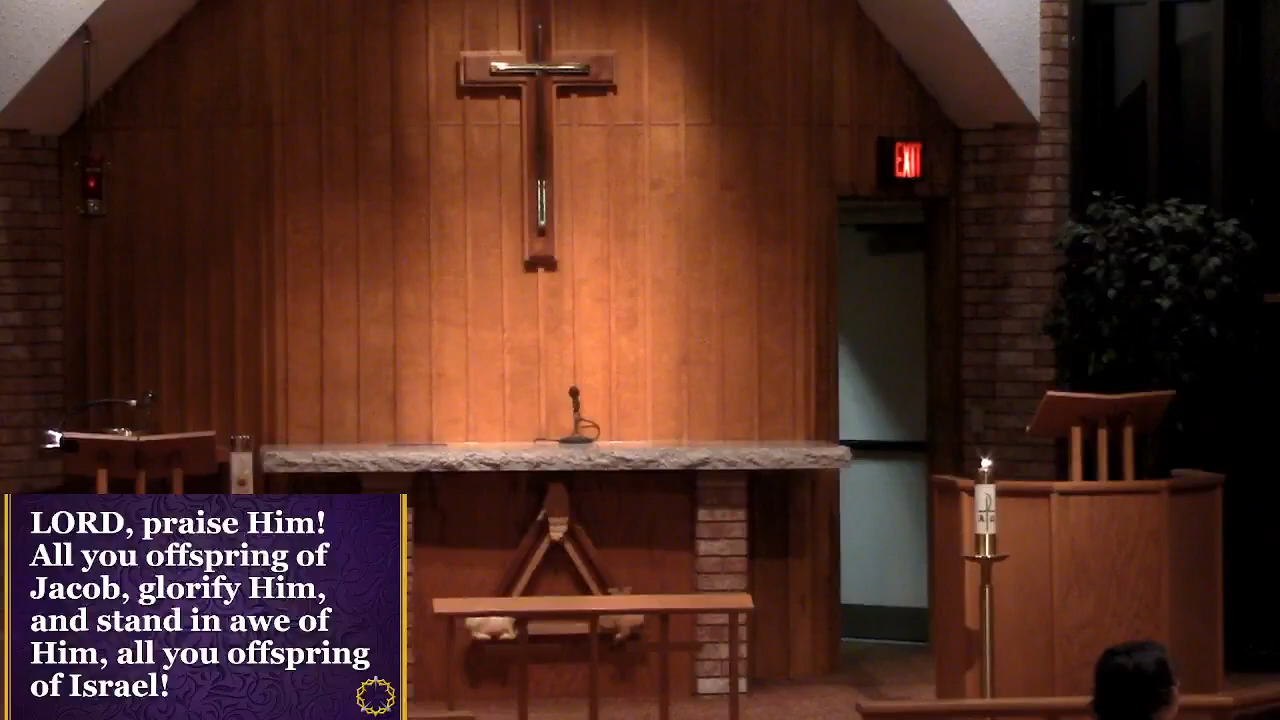 EXIT
LORD, praise Him!
All you offspring of
Jacob, glorify Him,
and stand in awe of
Him, all you offspring
of Israel!